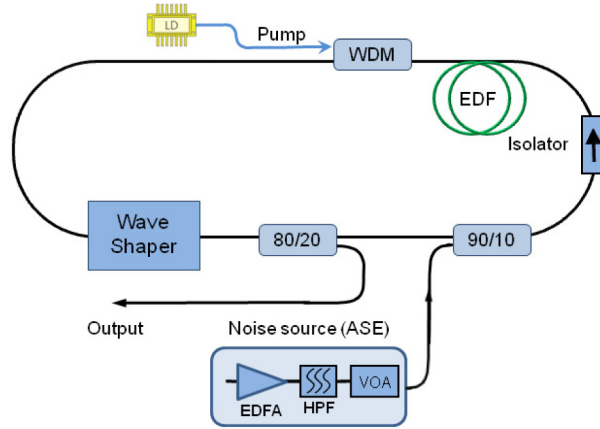 LD
Pump
WDM
EDF
Isolator
Wave
Shaper
80/20
90/10
Output
Noise source (ASE)
EDFA
HPF
VOA